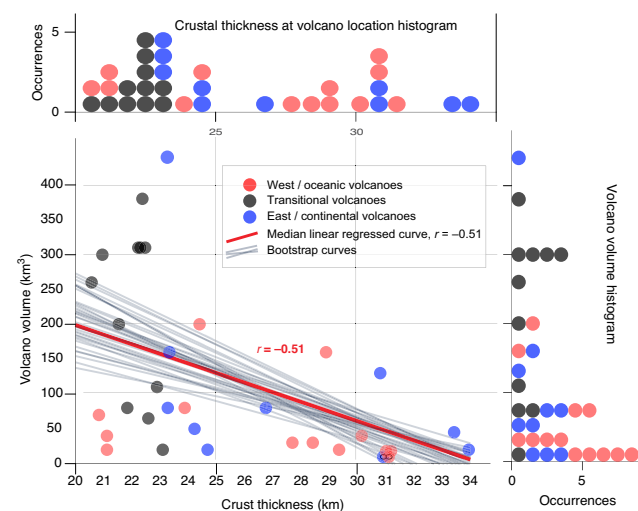 Crustal thickness at volcano location histogram
Occurrences
5
0
25
30
Volcano volume (km3)
400
300
200
150
100
50
0
West / oceanic volcanoes
Transitional volcanoes
East / continental volcanoes
Median linear regressed curve, r = –0.51
Bootstrap curves
r = –0.51
20 22 23 24 25 26 27 28 29 30 31 32 33 34
Crust thickness (km)
Volcano volume histogram
0 5
Occurrences